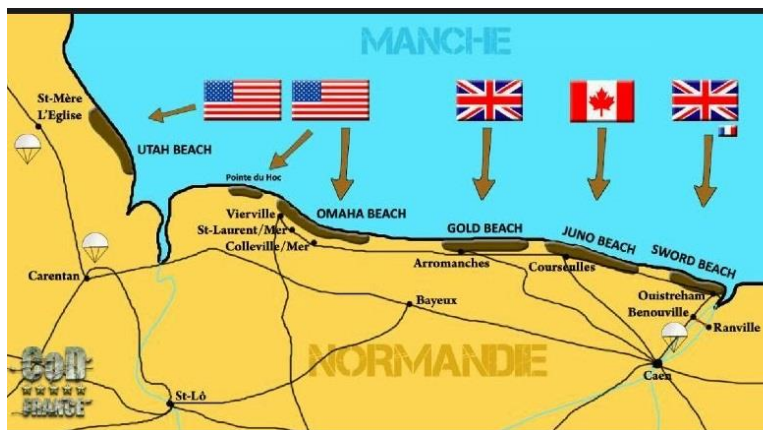 MANCHE
St-Mère
L'Eglise
UTAH BEACH
Pointe du Hoc
Vierville
OMAHA BEACH
St-Laurent/Mer
Colleville/Mer
GOLD BEACH
JUNO BEACH
SWORD BEACH
Arromanches
Courseulles
Ouistreham
Benouville
Ranville
Carentan
Bayeux
NORMANDIE
Caen
St-Lô
CoD
FRANCE